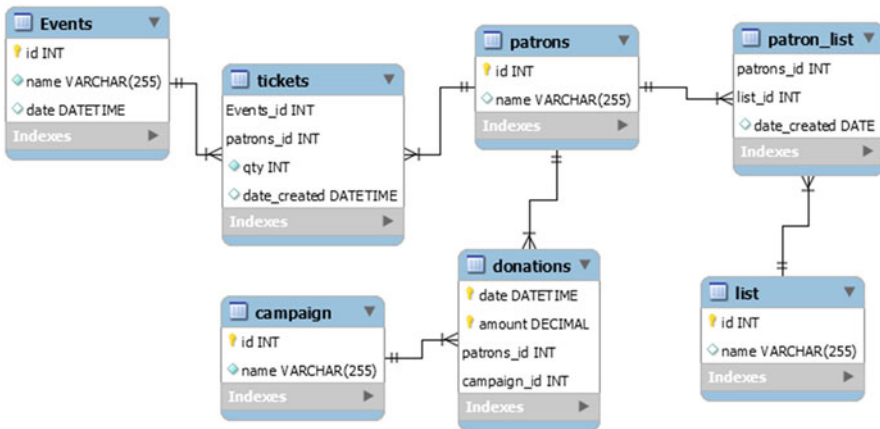 Events
id INT
name VARCHAR(255)
date DATETIME
Indexes
tickets
Events_id INT
patrons_id INT
qty INT
date_created DATETIME
Indexes
patrons
id INT
name VARCHAR(255)
Indexes
patron_list
patrons_id INT
list_id INT
date_created DATE
Indexes
campaign
id INT
name VARCHAR(255)
Indexes
donations
date DATETIME
amount DECIMAL
patrons_id INT
campaign_id INT
Indexes
list
id INT
name VARCHAR(255)
Indexes